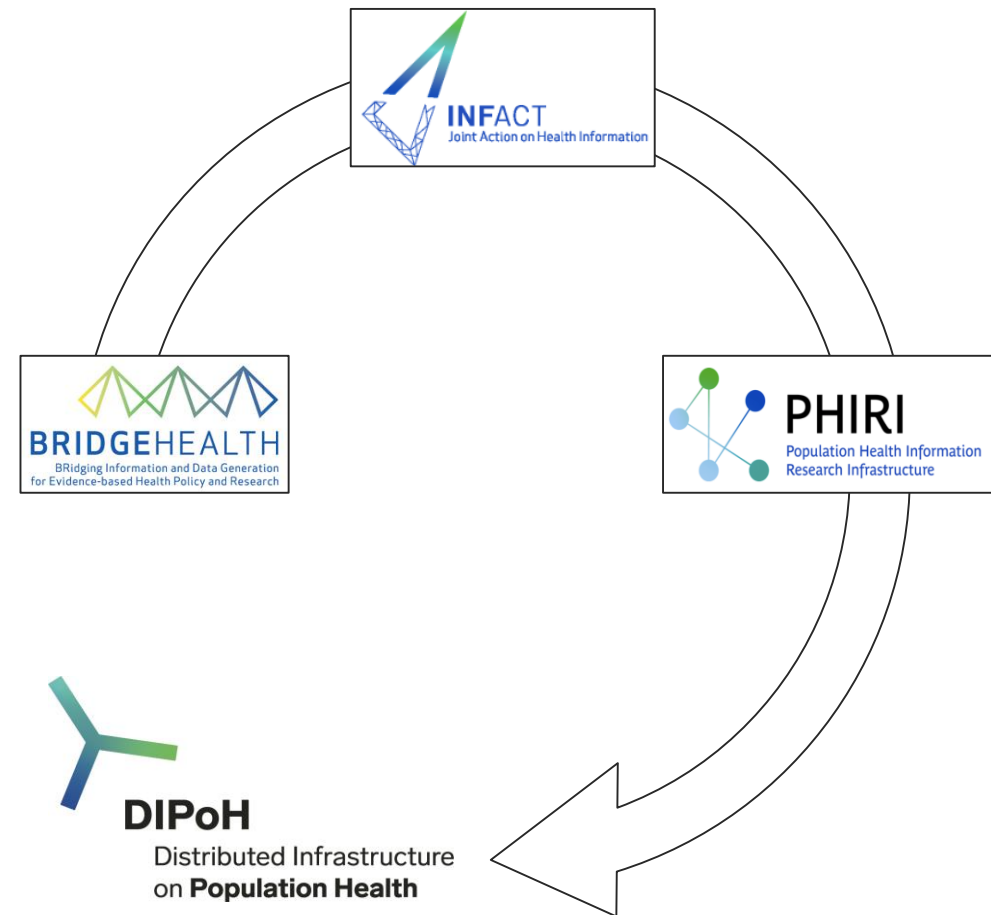 INFACT
Joint Action on Health Information
BRIDGEHEALTH
BRidging Information and Data Generation
for Evidence-based Health Policy and Research
PHIRI
Population Health Information
Research Infrastructure
DIPoH
Distributed Infrastructure
on Population Health